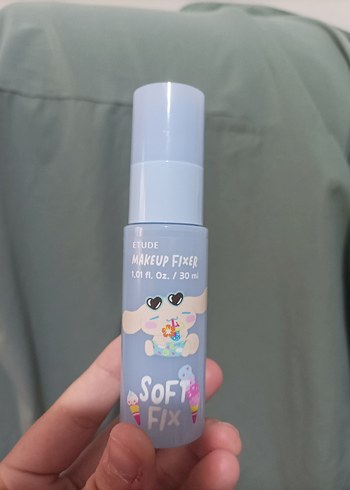 ETUDE
MAKEUP FIXER
1.01 fl. Oz. / 30 ml
SOFT
FIX